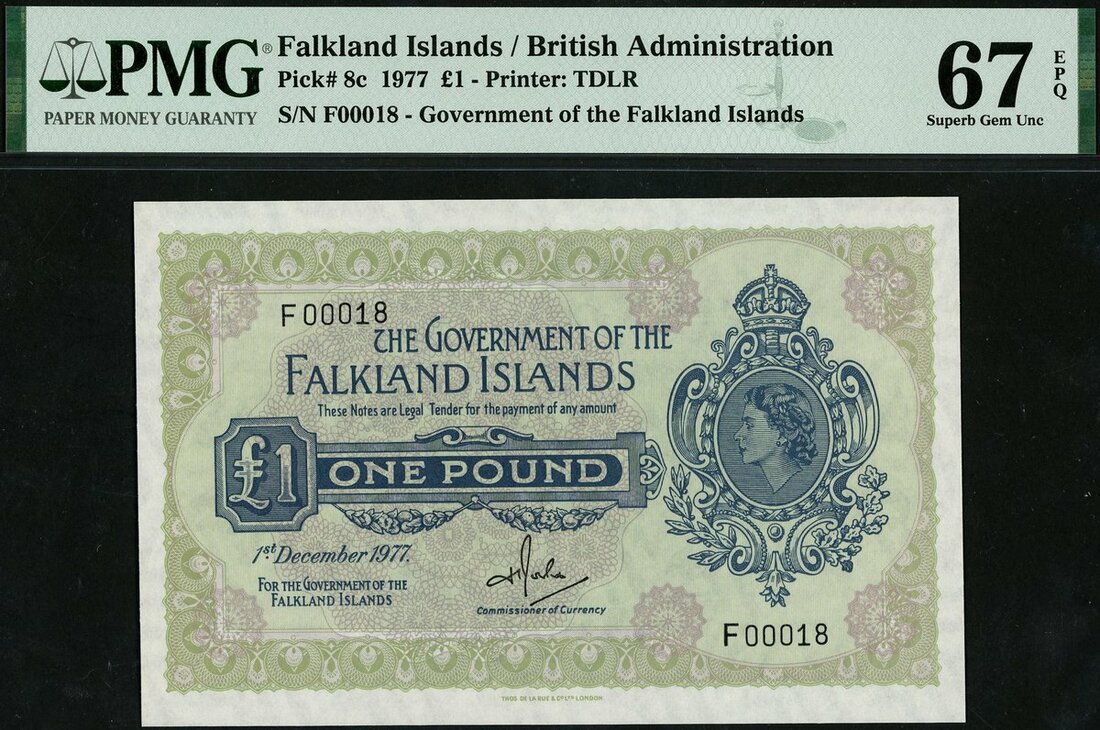 PMG®
PAPER MONEY GUARANTY
Falkland Islands / British Administration
Pick# 8c 1977 £1 - Printer: TDLR
S/N F00018 - Government of the Falkland Islands
67
EPQ
Superb Gem Unc
F00018
THE GOVERNMENT OF THE
FALKLAND ISLANDS
These Notes are Legal Tender for the payment of any amount
£1
ONE POUND
1st December 1977.
FOR THE GOVERNMENT OF THE
FALKLAND ISLANDS
Commissioner of Currency
F00018
THOS. DE LA RUE & CO LTD LONDON